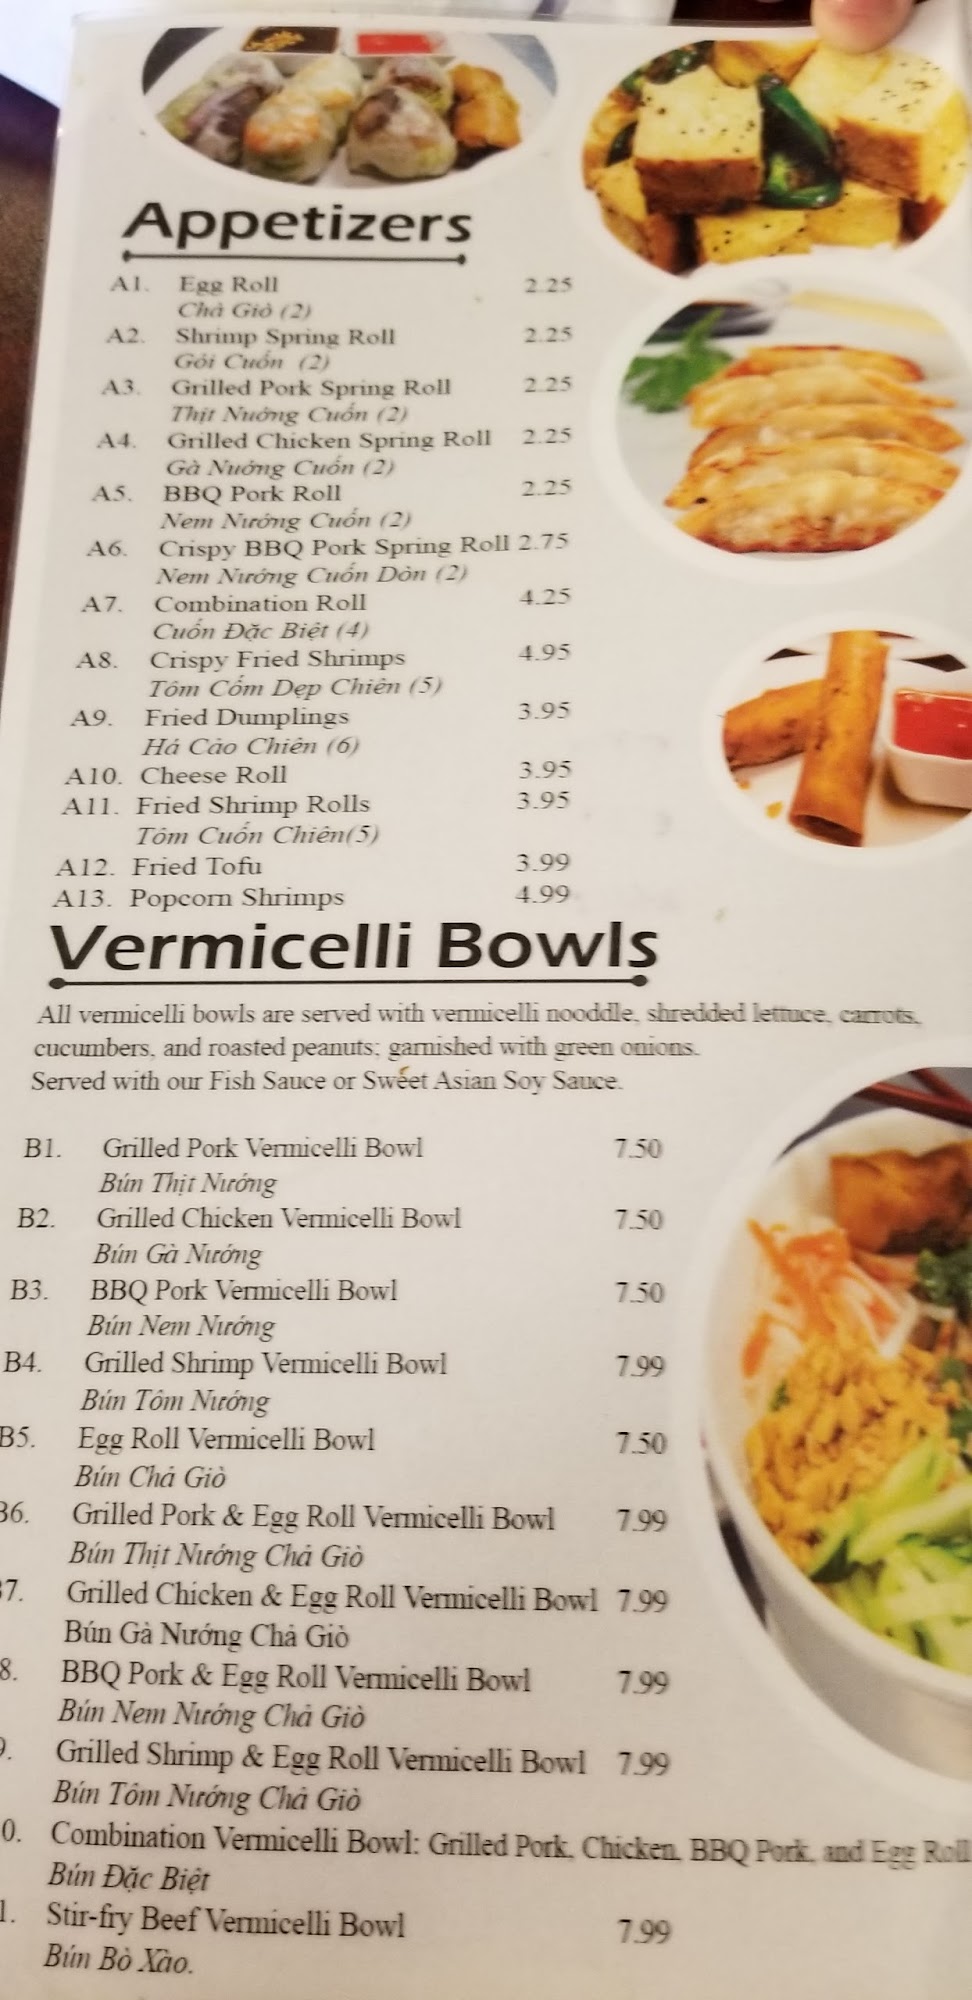 Appetizers
A1. Egg Roll 2.25
Chả Giò (2)
A2. Shrimp Spring Roll 2.25
Gỏi Cuốn (2)
A3. Grilled Pork Spring Roll 2.25
Thịt Nướng Cuốn (2)
A4. Grilled Chicken Spring Roll 2.25
Gà Nướng Cuốn (2)
A5. BBQ Pork Roll 2.25
Nem Nướng Cuốn (2)
A6. Crispy BBQ Pork Spring Roll 2.75
Nem Nướng Cuốn Dòn (2)
A7. Combination Roll 4.25
Cuốn Đặc Biệt (4)
A8. Crispy Fried Shrimps 4.95
Tôm Cốm Dẹp Chiên (5)
A9. Fried Dumplings 3.95
Há Cảo Chiên (6)
A10. Cheese Roll 3.95
A11. Fried Shrimp Rolls 3.95
Tôm Cuốn Chiên(5)
A12. Fried Tofu 3.99
A13. Popcorn Shrimps 4.99
Vermicelli Bowls
All vermicelli bowls are served with vermicelli nooddle, shredded lettuce, carrots,
cucumbers, and roasted peanuts; garnished with green onions.
Served with our Fish Sauce or Sweet Asian Soy Sauce.
B1. Grilled Pork Vermicelli Bowl 7.50
Bún Thịt Nướng
B2. Grilled Chicken Vermicelli Bowl 7.50
Bún Gà Nướng
B3. BBQ Pork Vermicelli Bowl 7.50
Bún Nem Nướng
B4. Grilled Shrimp Vermicelli Bowl 7.99
Bún Tôm Nướng
B5. Egg Roll Vermicelli Bowl 7.50
Bún Chả Giò
B6. Grilled Pork & Egg Roll Vermicelli Bowl 7.99
Bún Thịt Nướng Chả Giò
7. Grilled Chicken & Egg Roll Vermicelli Bowl 7.99
Bún Gà Nướng Chả Giò
8. BBQ Pork & Egg Roll Vermicelli Bowl 7.99
Bún Nem Nướng Chả Giò
9. Grilled Shrimp & Egg Roll Vermicelli Bowl 7.99
Bún Tôm Nướng Chả Giò
0. Combination Vermicelli Bowl: Grilled Pork, Chicken, BBQ Pork, and Egg Roll
Bún Đặc Biệt
1. Stir-fry Beef Vermicelli Bowl 7.99
Bún Bò Xào.